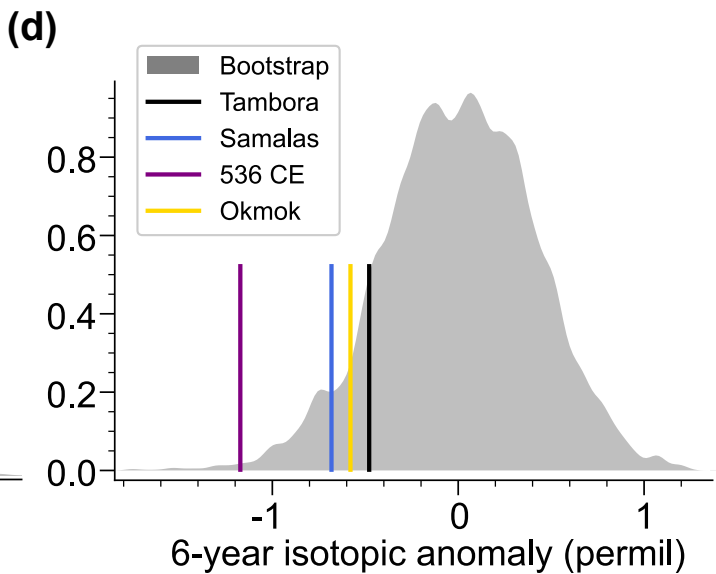 (d)
Bootstrap
Tambora
Samalas
536 CE
Okmok
0.8
0.6
0.4
0.2
0.0
-1 0 1
6-year isotopic anomaly (permil)